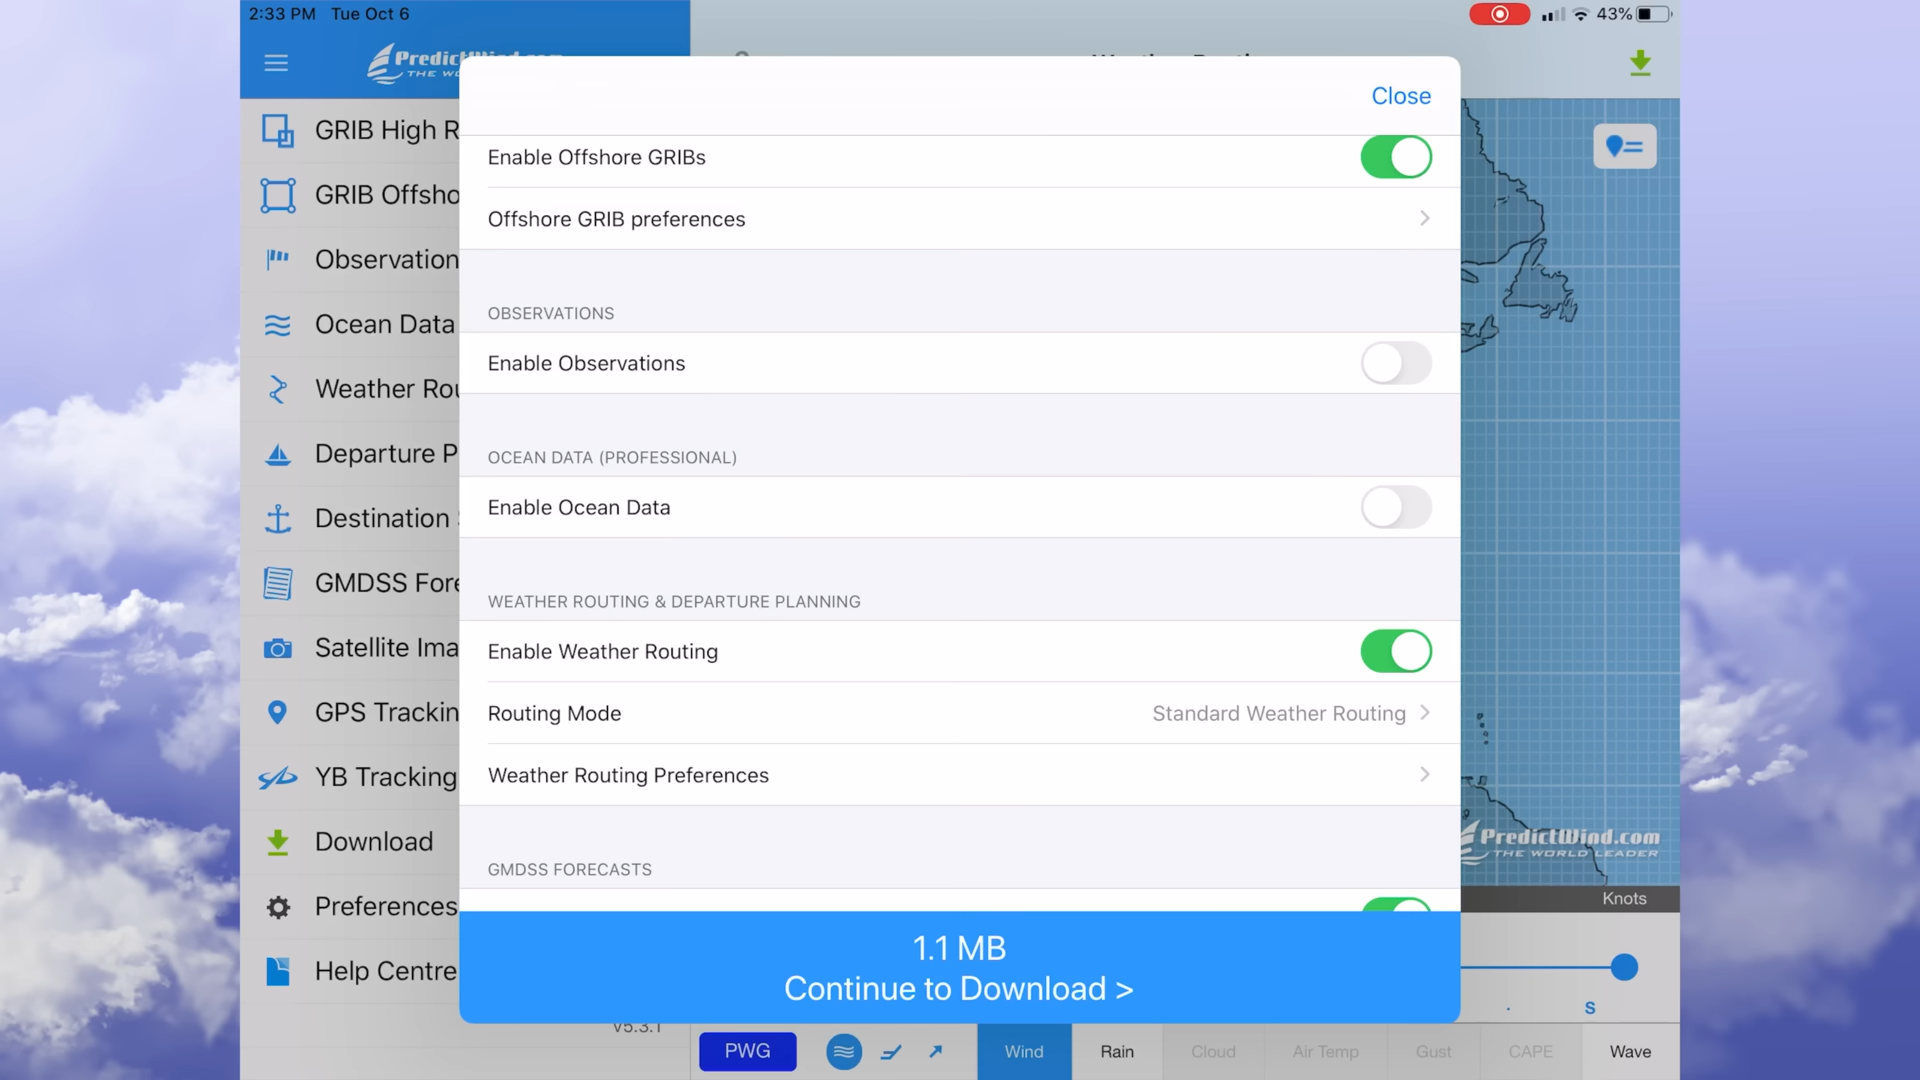 2:33 PM Tue Oct 6
43%
Close
Enable Offshore GRIBs
Offshore GRIB preferences
OBSERVATIONS
Enable Observations
OCEAN DATA (PROFESSIONAL)
Enable Ocean Data
WEATHER ROUTING & DEPARTURE PLANNING
Enable Weather Routing
Routing Mode Standard Weather Routing
Weather Routing Preferences
GMDSS FORECASTS
1.1 MB
Continue to Download >
GRIB High R
GRIB Offsho
Observation
Ocean Data
Weather Rou
Departure P
Destination
GMDSS Fore
Satellite Ima
GPS Trackin
YB Tracking
Download
Preferences
Help Centre
v5.3.1
PredictWind.com
THE WORLD LEADER
Knots
S
PWG
Wind
Rain
Cloud
Air Temp
Gust
CAPE
Wave